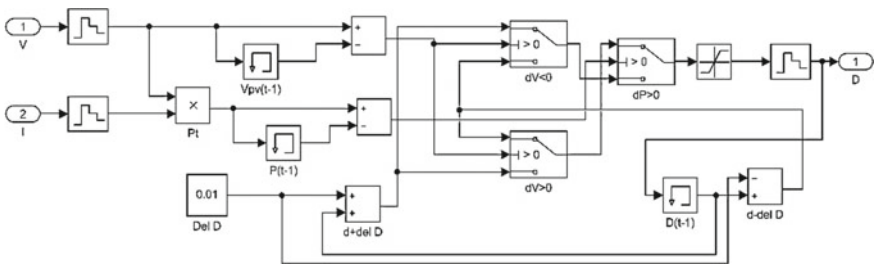 1
V
+
−
Vpv(t-1)
> 0
dV<0
> 0
dP>0
1
D
2
I
×
Pt
+
−
P(t-1)
> 0
dV>0
0.01
Del D
+
+
d+del D
D(t-1)
−
+
d-del D